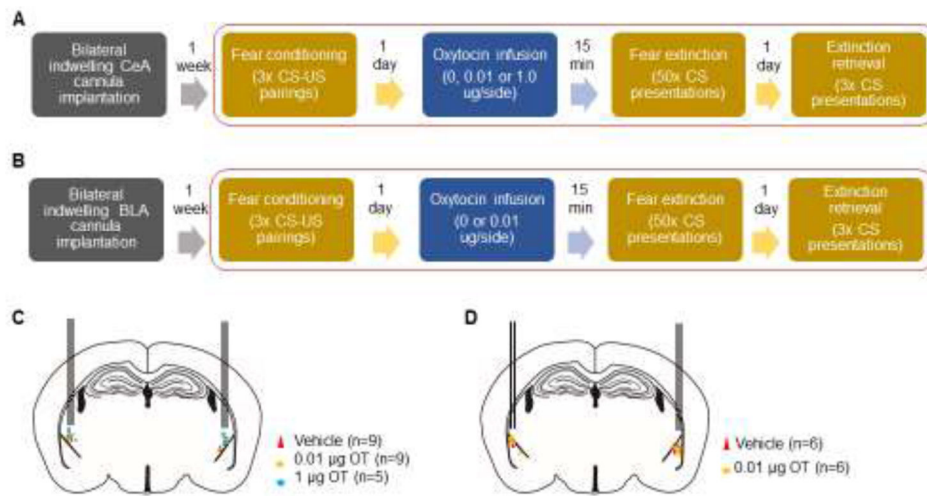 A
Bilateral
indwelling CeA
cannula
implantation
1
week
Fear conditioning
(3x CS-US
pairings)
1
day
Oxytocin infusion
(0, 0.01 or 1.0
ug/side)
15
min
Fear extinction
(50x CS
presentations)
1
day
Extinction
retrieval
(3x CS
presentations)
B
Bilateral
indwelling BLA
cannula
implantation
1
week
Fear conditioning
(3x CS-US
pairings)
1
day
Oxytocin infusion
(0 or 0.01
ug/side)
15
min
Fear extinction
(50x CS
presentations)
1
day
Extinction
retrieval
(3x CS
presentations)
C
Vehicle (n=9)
0.01 µg OT (n=9)
1 µg OT (n=5)
D
Vehicle (n=6)
0.01 µg OT (n=6)